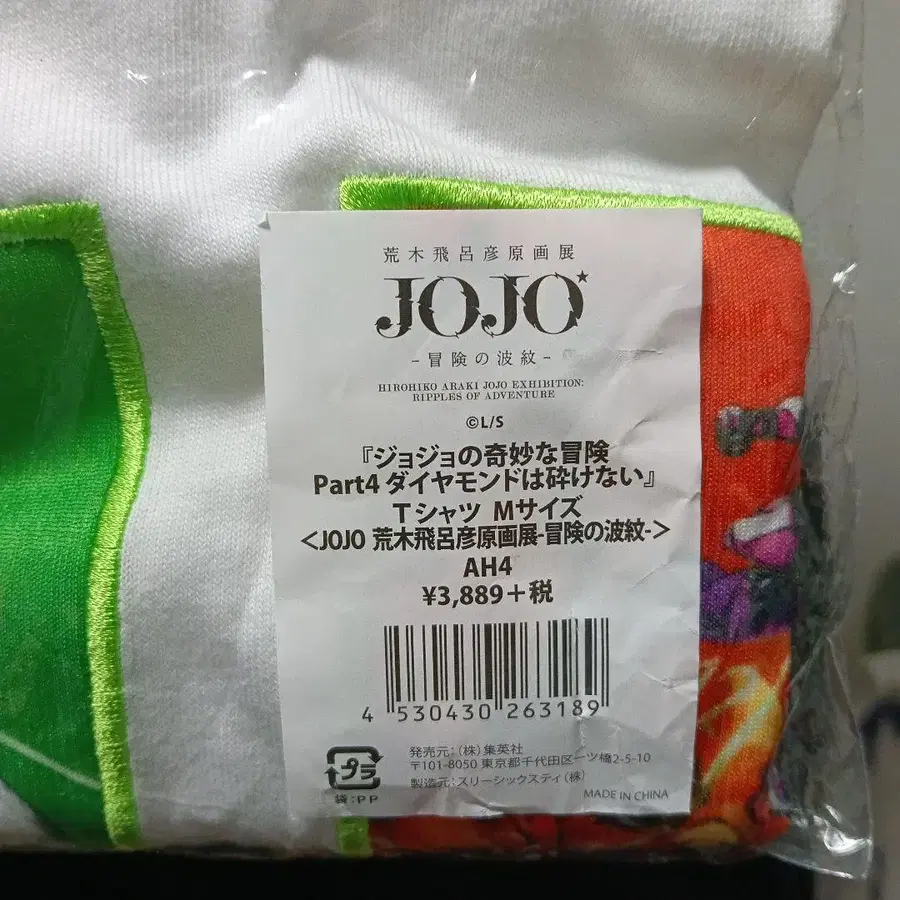 荒木飛呂彦原画展
JOJO
-冒険の波紋-
HIROHIKO ARAKI JOJO EXHIBITION:
RIPPLES OF ADVENTURE
©L/S
『ジョジョの奇妙な冒険
Part4 ダイヤモンドは砕けない』
Tシャツ Mサイズ
<JOJO 荒木飛呂彦原画展-冒険の波紋->
AH4
¥3,889+税
4 530430 263189
発売元:(株)集英社
〒101-8050 東京都千代田区一ツ橋2-5-10
製造元:スリーシックスティ(株)
プラ
袋:PP
MADE IN CHINA